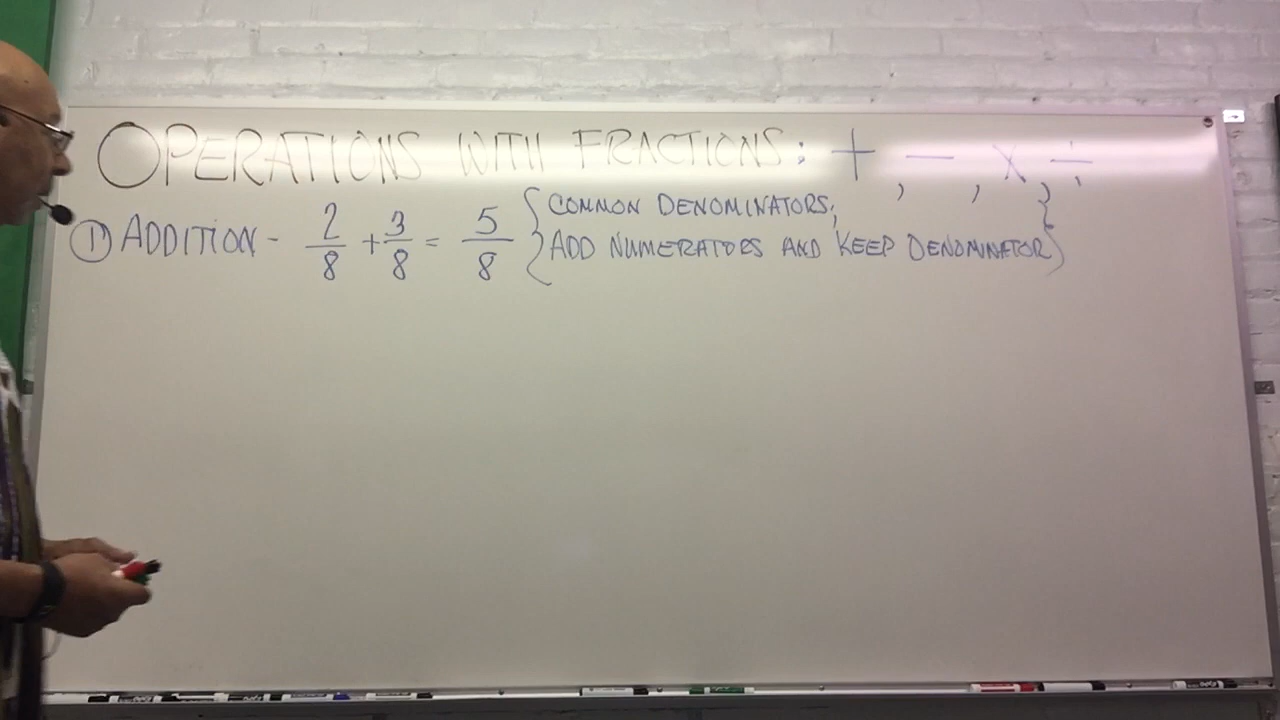 OPERATIONS WITH FRACTIONS: +, -, x, ÷
① ADDITION - 2/8 + 3/8 = 5/8 { COMMON DENOMINATORS;
ADD NUMERATORS AND KEEP DENOMINATOR }